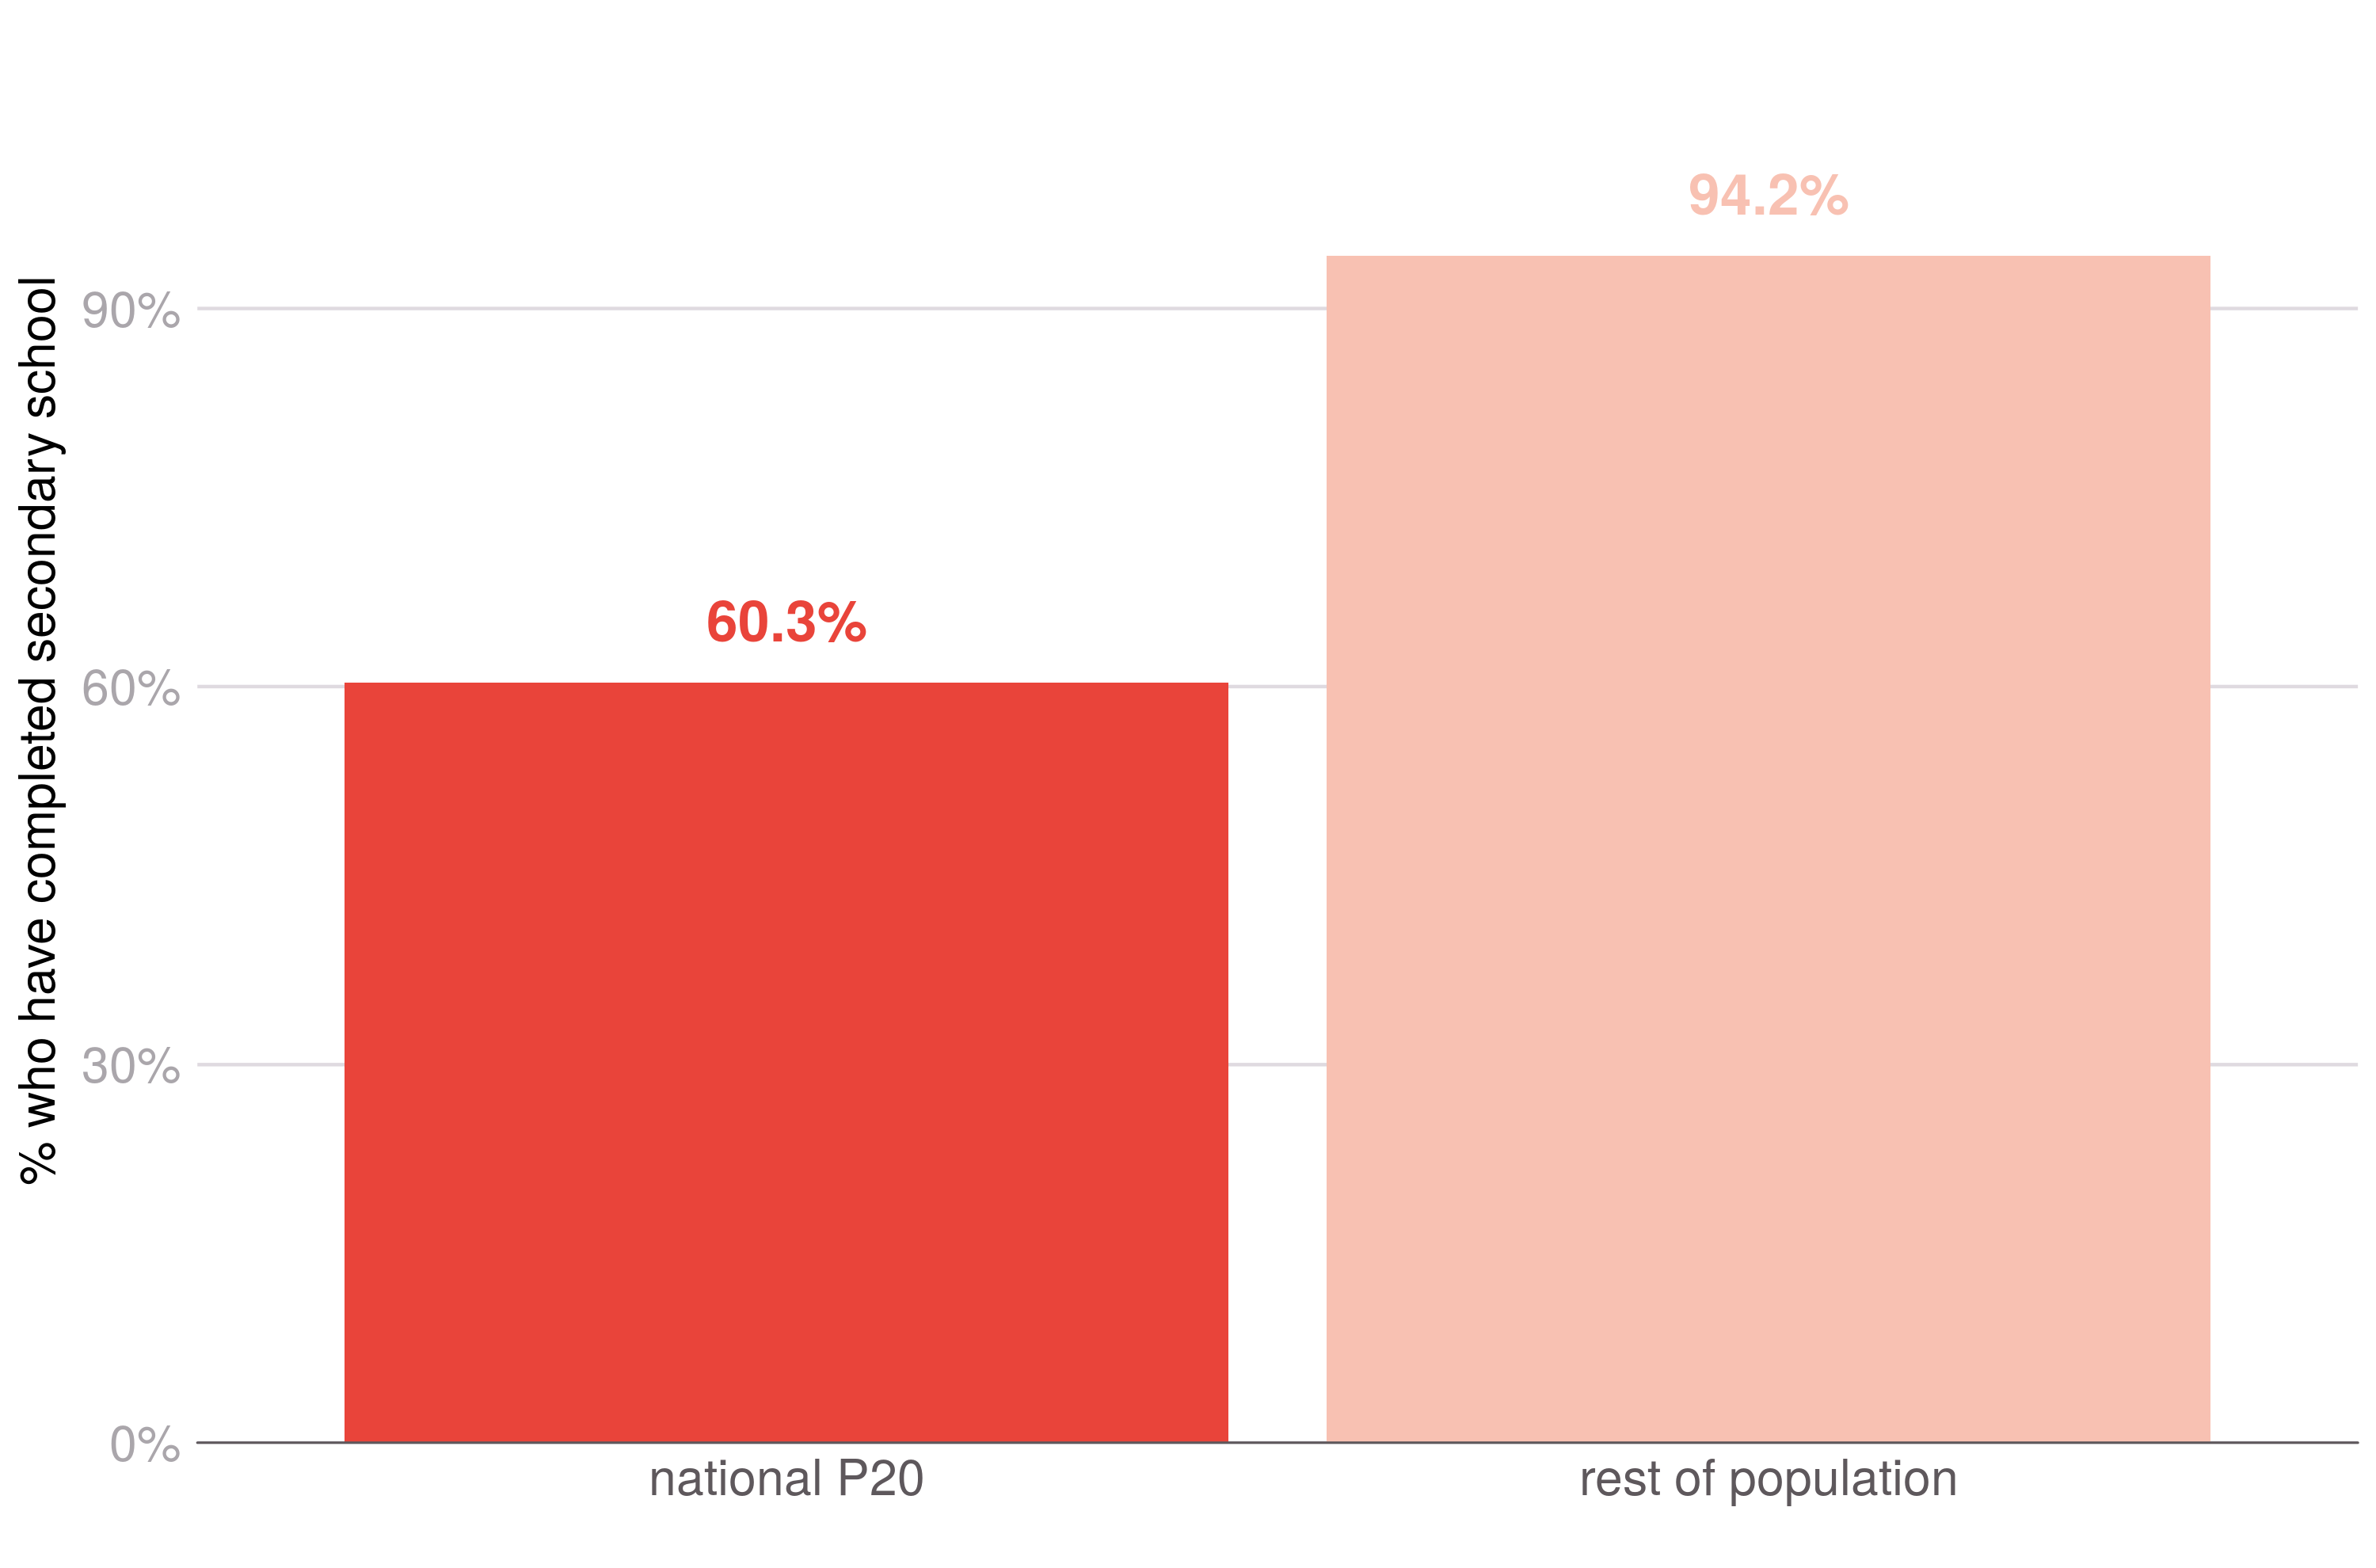 % who have completed secondary school
90%
60%
30%
0%
60.3%
94.2%
national P20
rest of population